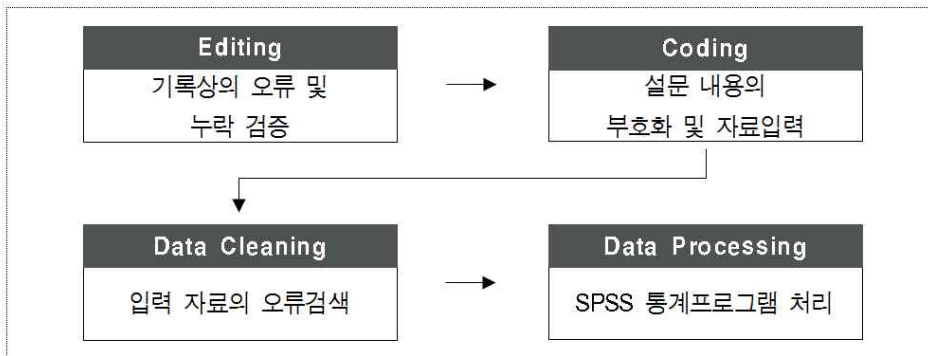 Editing
기록상의 오류 및
누락 검증
Coding
설문 내용의
부호화 및 자료입력
Data Cleaning
입력 자료의 오류검색
Data Processing
SPSS 통계프로그램 처리